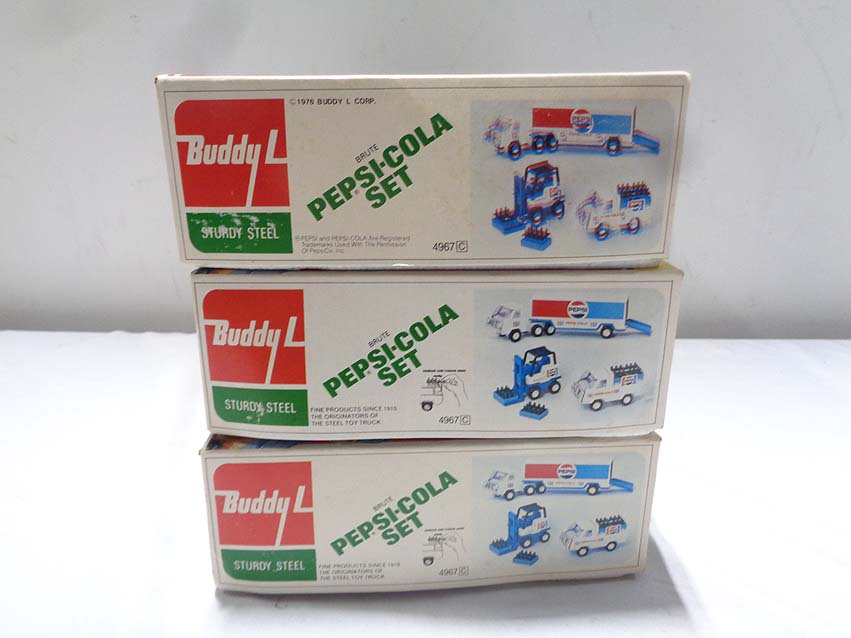 ©1976 BUDDY L CORP.
Buddy L
STURDY STEEL
BRUTE
PEPSI-COLA
SET
® PEPSI and PEPSI-COLA Are Registered
Trademarks Used With The Permission
Of PepsiCo. Inc
4967 C
PEPSI
Buddy L
STURDY STEEL
BRUTE
PEPSI-COLA
SET
FINE PRODUCTS SINCE 1915
THE ORIGINATORS OF
THE STEEL TOY TRUCK
4967 C
PEPSI
Buddy L
STURDY STEEL
BRUTE
PEPSI-COLA
SET
FINE PRODUCTS SINCE 1915
THE ORIGINATORS OF
THE STEEL TOY TRUCK
4967 C
PEPSI